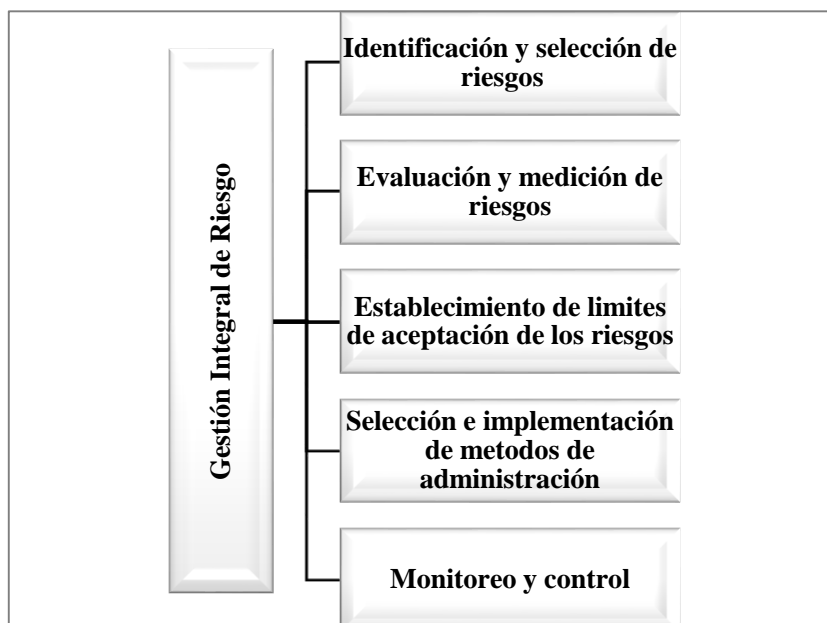 Gestión Integral de Riesgo
Identificación y selección de
riesgos
Evaluación y medición de
riesgos
Establecimiento de limites
de aceptación de los riesgos
Selección e implementación
de metodos de
administración
Monitoreo y control